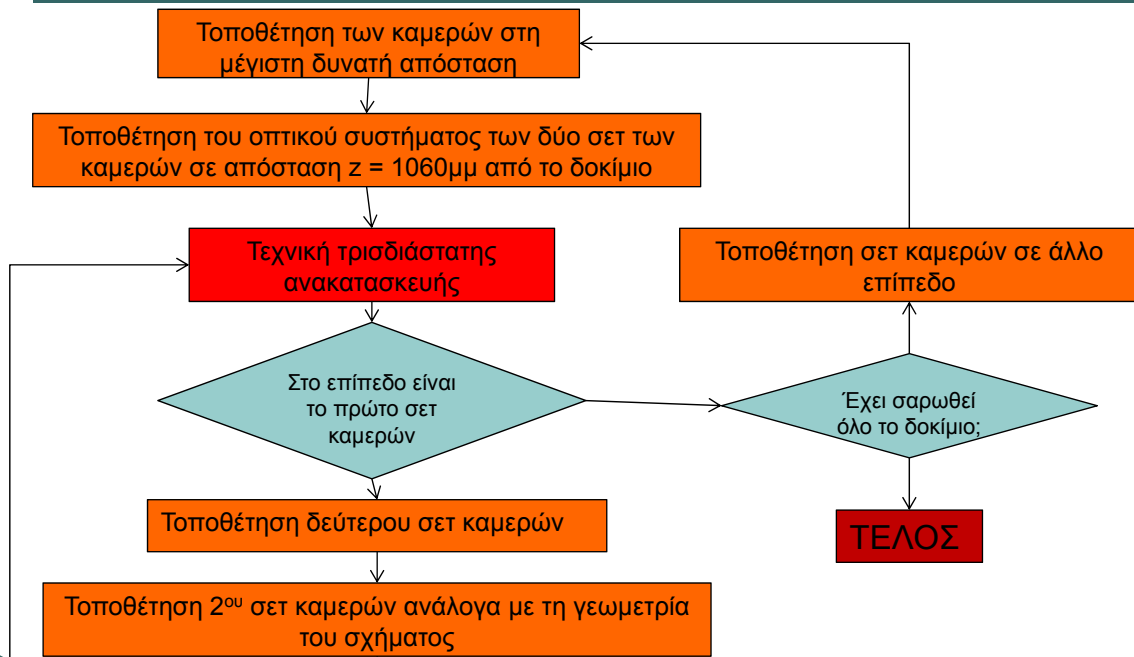 Τοποθέτηση των καμερών στη
μέγιστη δυνατή απόσταση
Τοποθέτηση του οπτικού συστήματος των δύο σετ των
καμερών σε απόσταση z = 1060μμ από το δοκίμιο
Τεχνική τρισδιάστατης
ανακατασκευής
Τοποθέτηση σετ καμερών σε άλλο
επίπεδο
Στο επίπεδο είναι
το πρώτο σετ
καμερών
Έχει σαρωθεί
όλο το δοκίμιο;
Τοποθέτηση δεύτερου σετ καμερών
ΤΕΛΟΣ
Τοποθέτηση 2ου σετ καμερών ανάλογα με τη γεωμετρία
του σχήματος